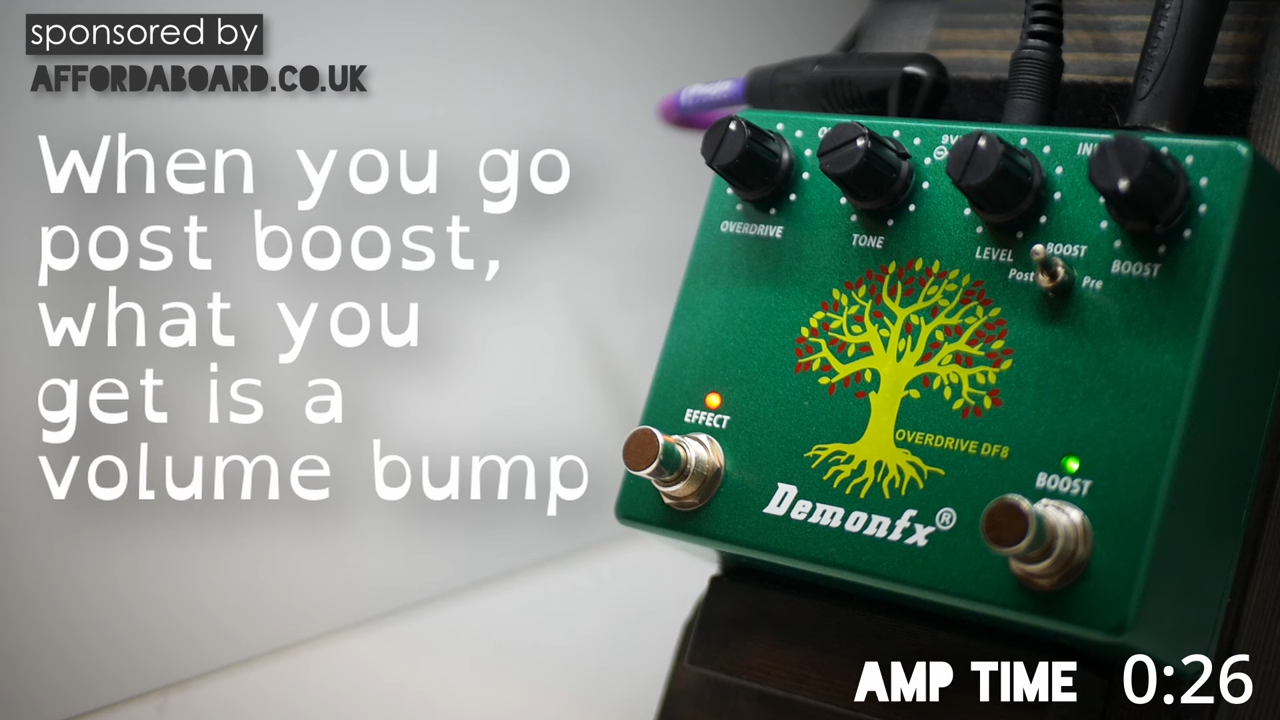 sponsored by
AFFORDABOARD.CO.UK
When you go
post boost,
what you
get is a
volume bump
9V
OVERDRIVE
TONE
LEVEL
BOOST
BOOST
Post
Pre
EFFECT
OVERDRIVE DF8
BOOST
Demonfx®
AMP TIME 0:26